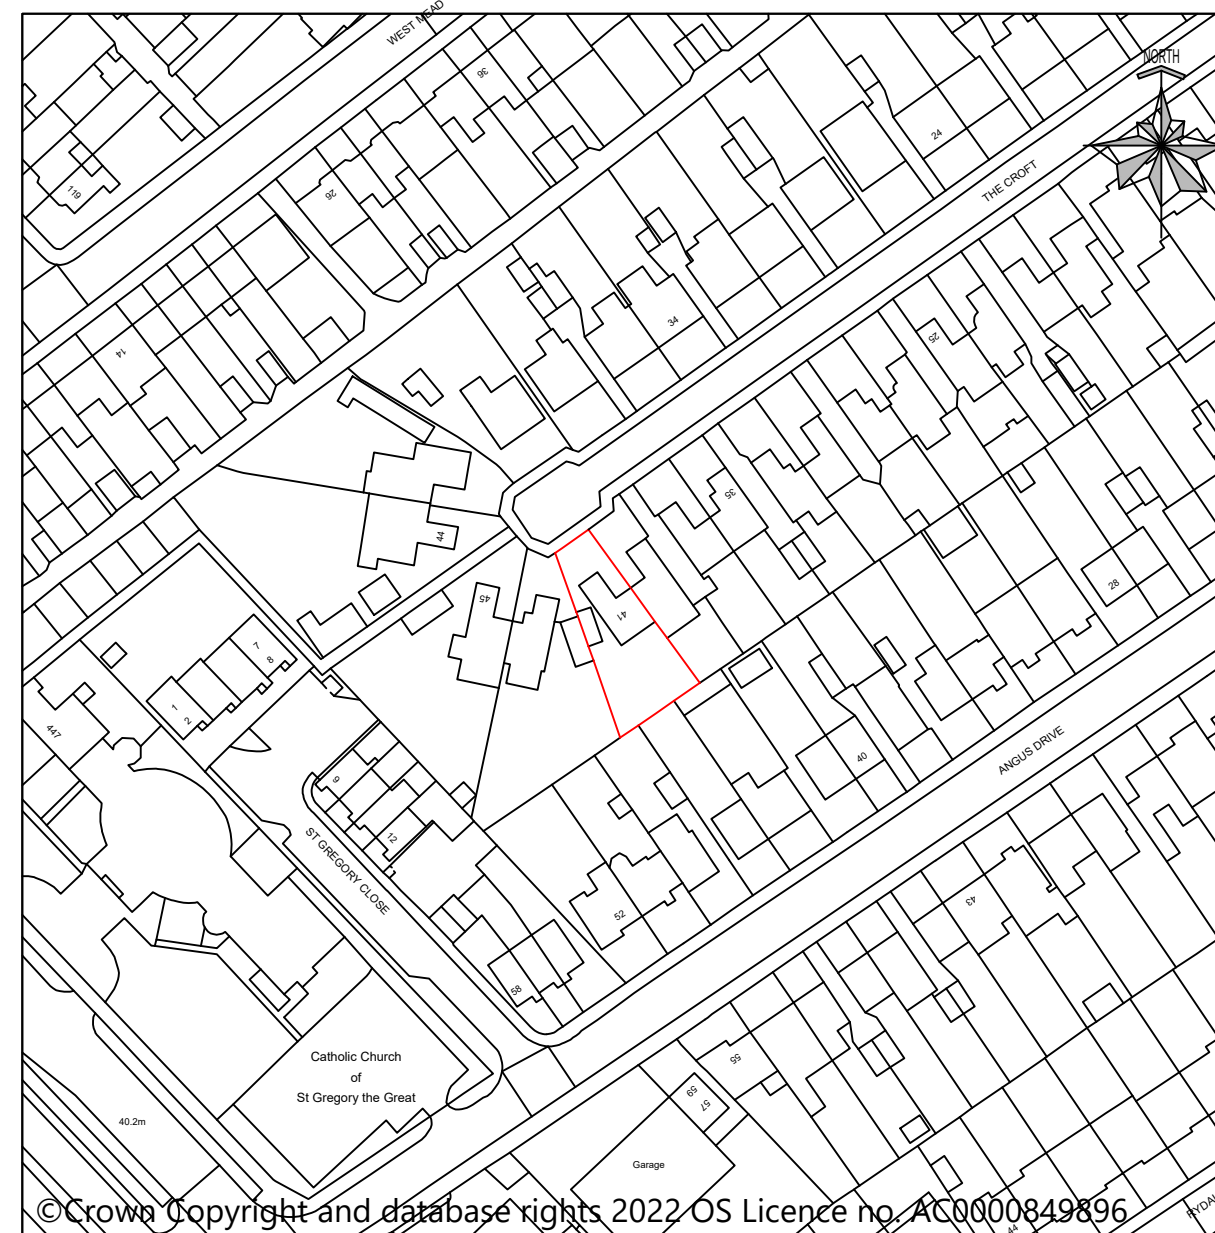 WEST MEAD
NORTH
36
24
119
26
THE CROFT
34
14
25
35
44
45
28
41
7
8
1
2
447
40
ANGUS DRIVE
9
12
ST GREGORY CLOSE
52
43
58
Catholic Church
of
St Gregory the Great
55
59
57
40.2m
Garage
44
RYDA
©Crown Copyright and database rights 2022 OS Licence no. AC0000849896